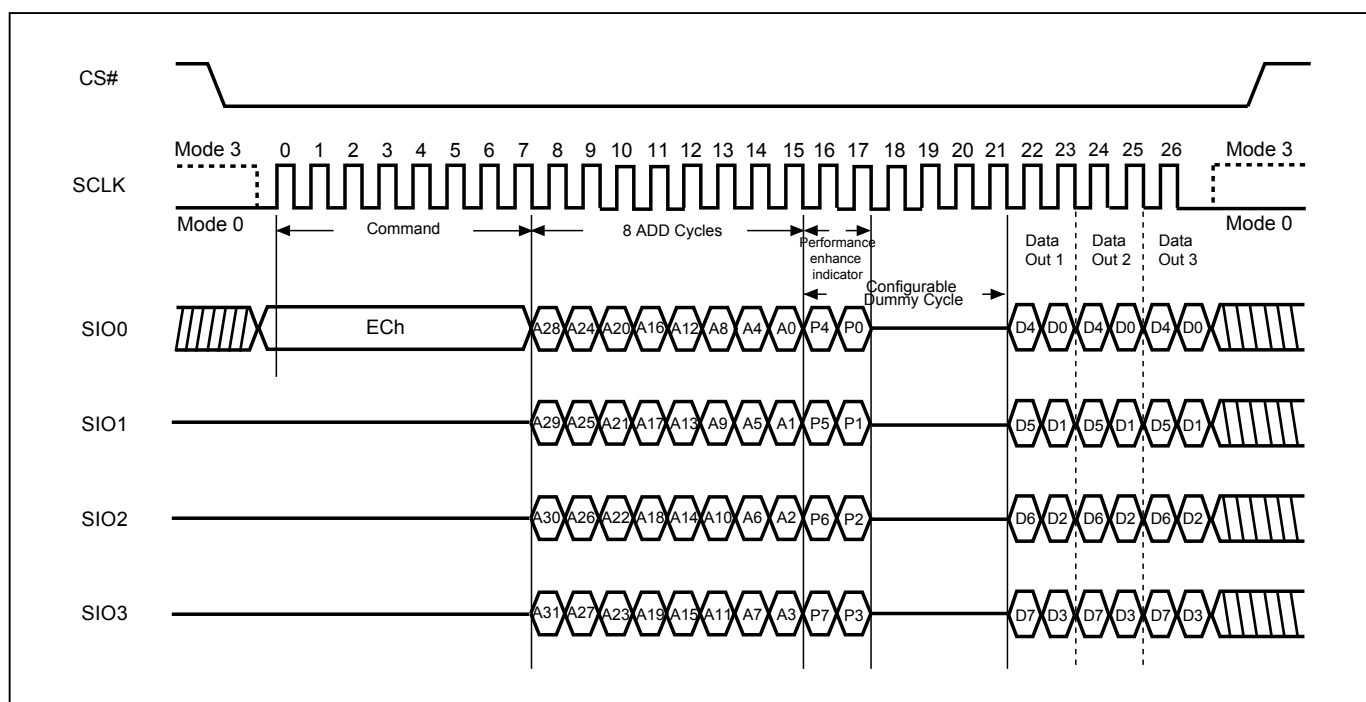 CS#
Mode 3
0 1 2 3 4 5 6 7 8 9 10 11 12 13 14 15 16 17 18 19 20 21 22 23 24 25 26
Mode 3
SCLK
Mode 0
Mode 0
Command
8 ADD Cycles
Performance
enhance
indicator
Data
Out 1
Data
Out 2
Data
Out 3
Configurable
Dummy Cycle
SIO0
ECh
A28 A24 A20 A16 A12 A8 A4 A0 P4 P0
D4 D0 D4 D0 D4 D0
SIO1
A29 A25 A21 A17 A13 A9 A5 A1 P5 P1
D5 D1 D5 D1 D5 D1
SIO2
A30 A26 A22 A18 A14 A10 A6 A2 P6 P2
D6 D2 D6 D2 D6 D2
SIO3
A31 A27 A23 A19 A15 A11 A7 A3 P7 P3
D7 D3 D7 D3 D7 D3